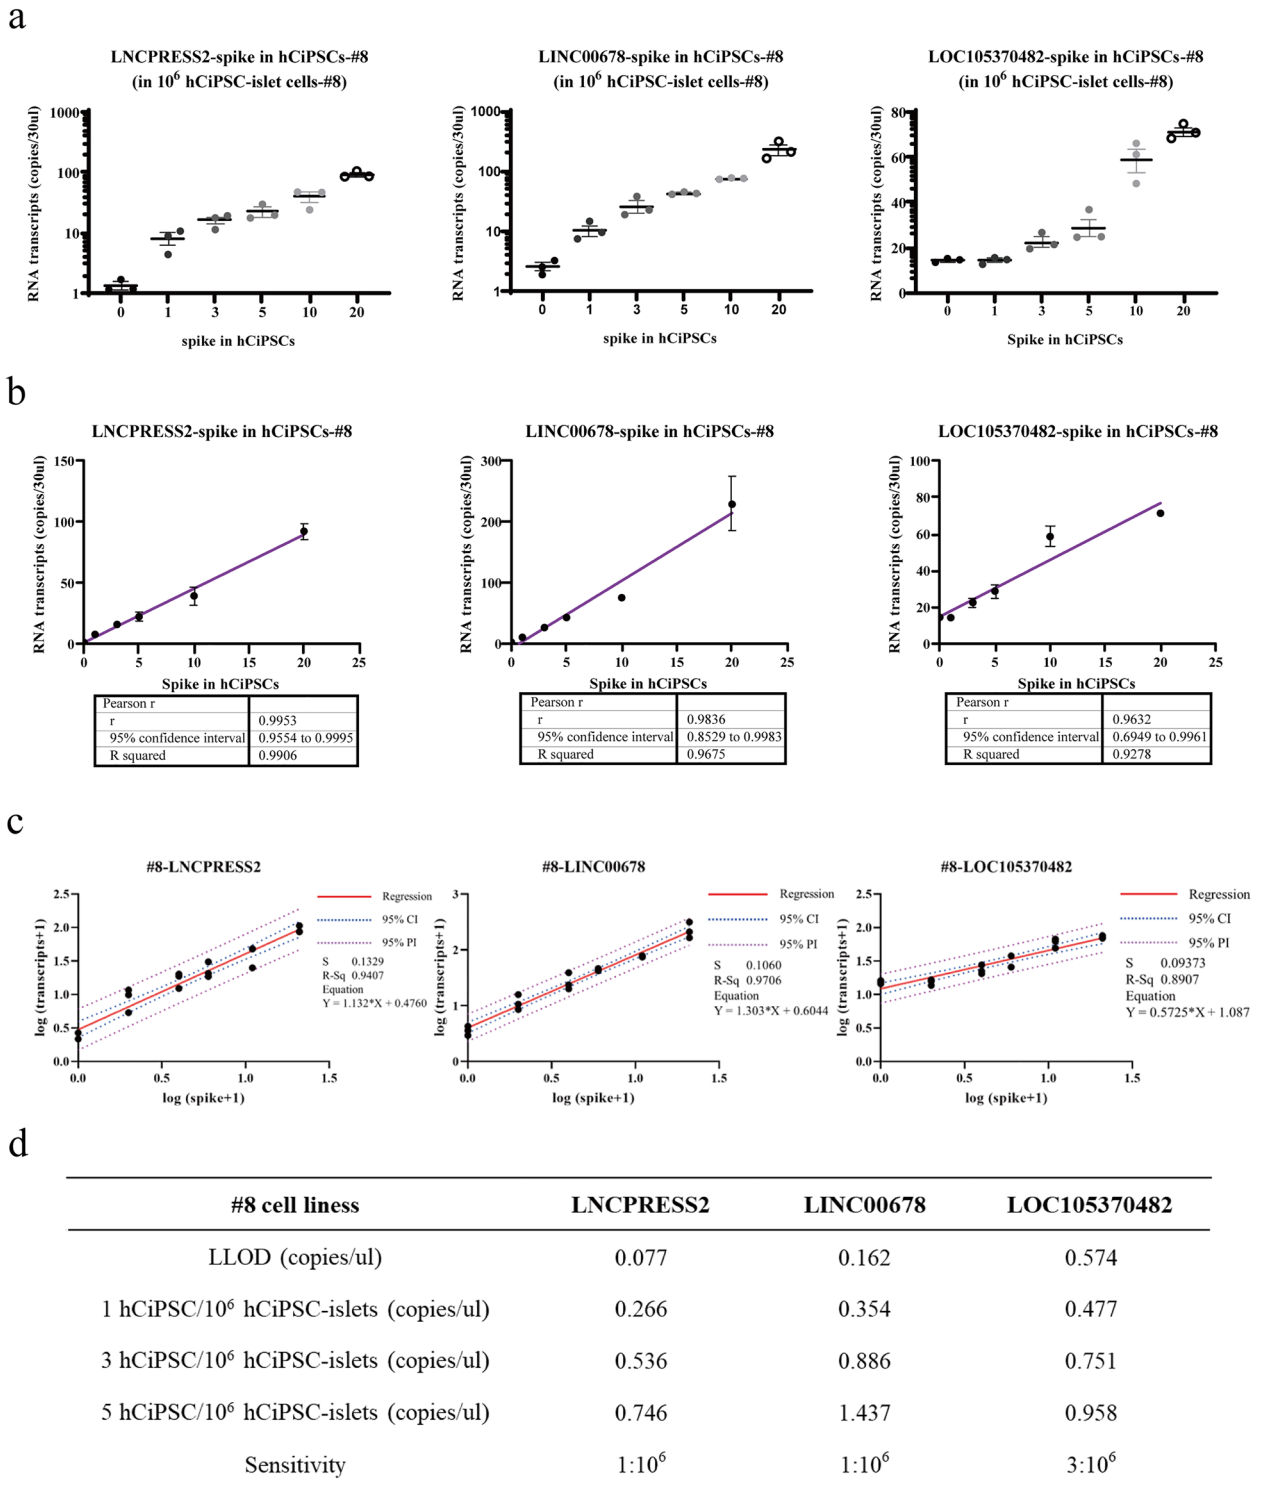 a
LNCPRESS2-spike in hCiPSCs-#8
(in 10⁶ hCiPSC-islet cells-#8)
RNA transcripts (copies/30ul)
1000
100
10
1
0 1 3 5 10 20
spike in hCiPSCs
LINC00678-spike in hCiPSCs-#8
(in 10⁶ hCiPSC-islet cells-#8)
RNA transcripts (copies/30ul)
1000
100
10
1
0 1 3 5 10 20
spike in hCiPSCs
LOC105370482-spike in hCiPSCs-#8
(in 10⁶ hCiPSC-islet cells-#8)
RNA transcripts (copies/30ul)
80
60
40
20
0
0 1 3 5 10 20
Spike in hCiPSCs
b
LNCPRESS2-spike in hCiPSCs-#8
RNA transcripts (copies/30ul)
150
100
50
0
0 5 10 15 20 25
Spike in hCiPSCs
Pearson r
r 0.9953
95% confidence interval 0.9554 to 0.9995
R squared 0.9906
LINC00678-spike in hCiPSCs-#8
RNA transcripts (copies/30ul)
300
200
100
0
0 5 10 15 20 25
Spike in hCiPSCs
Pearson r
r 0.9836
95% confidence interval 0.8529 to 0.9983
R squared 0.9675
LOC105370482-spike in hCiPSCs-#8
RNA transcripts (copies/30ul)
100
80
60
40
20
0
0 5 10 15 20 25
Spike in hCiPSCs
Pearson r
r 0.9632
95% confidence interval 0.6949 to 0.9961
R squared 0.9278
c
#8-LNCPRESS2
log (transcripts+1)
2.5
2.0
1.5
1.0
0.5
0.0
0.0 0.5 1.0 1.5
log (spike+1)
Regression
95% CI
95% PI
S 0.1329
R-Sq 0.9407
Equation
Y = 1.132*X + 0.4760
#8-LINC00678
log (transcripts+1)
3
2
1
0
0.0 0.5 1.0 1.5
log (spike+1)
Regression
95% CI
95% PI
S 0.1060
R-Sq 0.9706
Equation
Y = 1.303*X + 0.6044
#8-LOC105370482
log (transcripts+1)
2.5
2.0
1.5
1.0
0.5
0.0
0.0 0.5 1.0 1.5
log (spike+1)
Regression
95% CI
95% PI
S 0.09373
R-Sq 0.8907
Equation
Y = 0.5725*X + 1.087
d
#8 cell liness LNCPRESS2 LINC00678 LOC105370482
LLOD (copies/ul) 0.077 0.162 0.574
1 hCiPSC/10⁶ hCiPSC-islets (copies/ul) 0.266 0.354 0.477
3 hCiPSC/10⁶ hCiPSC-islets (copies/ul) 0.536 0.886 0.751
5 hCiPSC/10⁶ hCiPSC-islets (copies/ul) 0.746 1.437 0.958
Sensitivity 1:10⁶ 1:10⁶ 3:10⁶